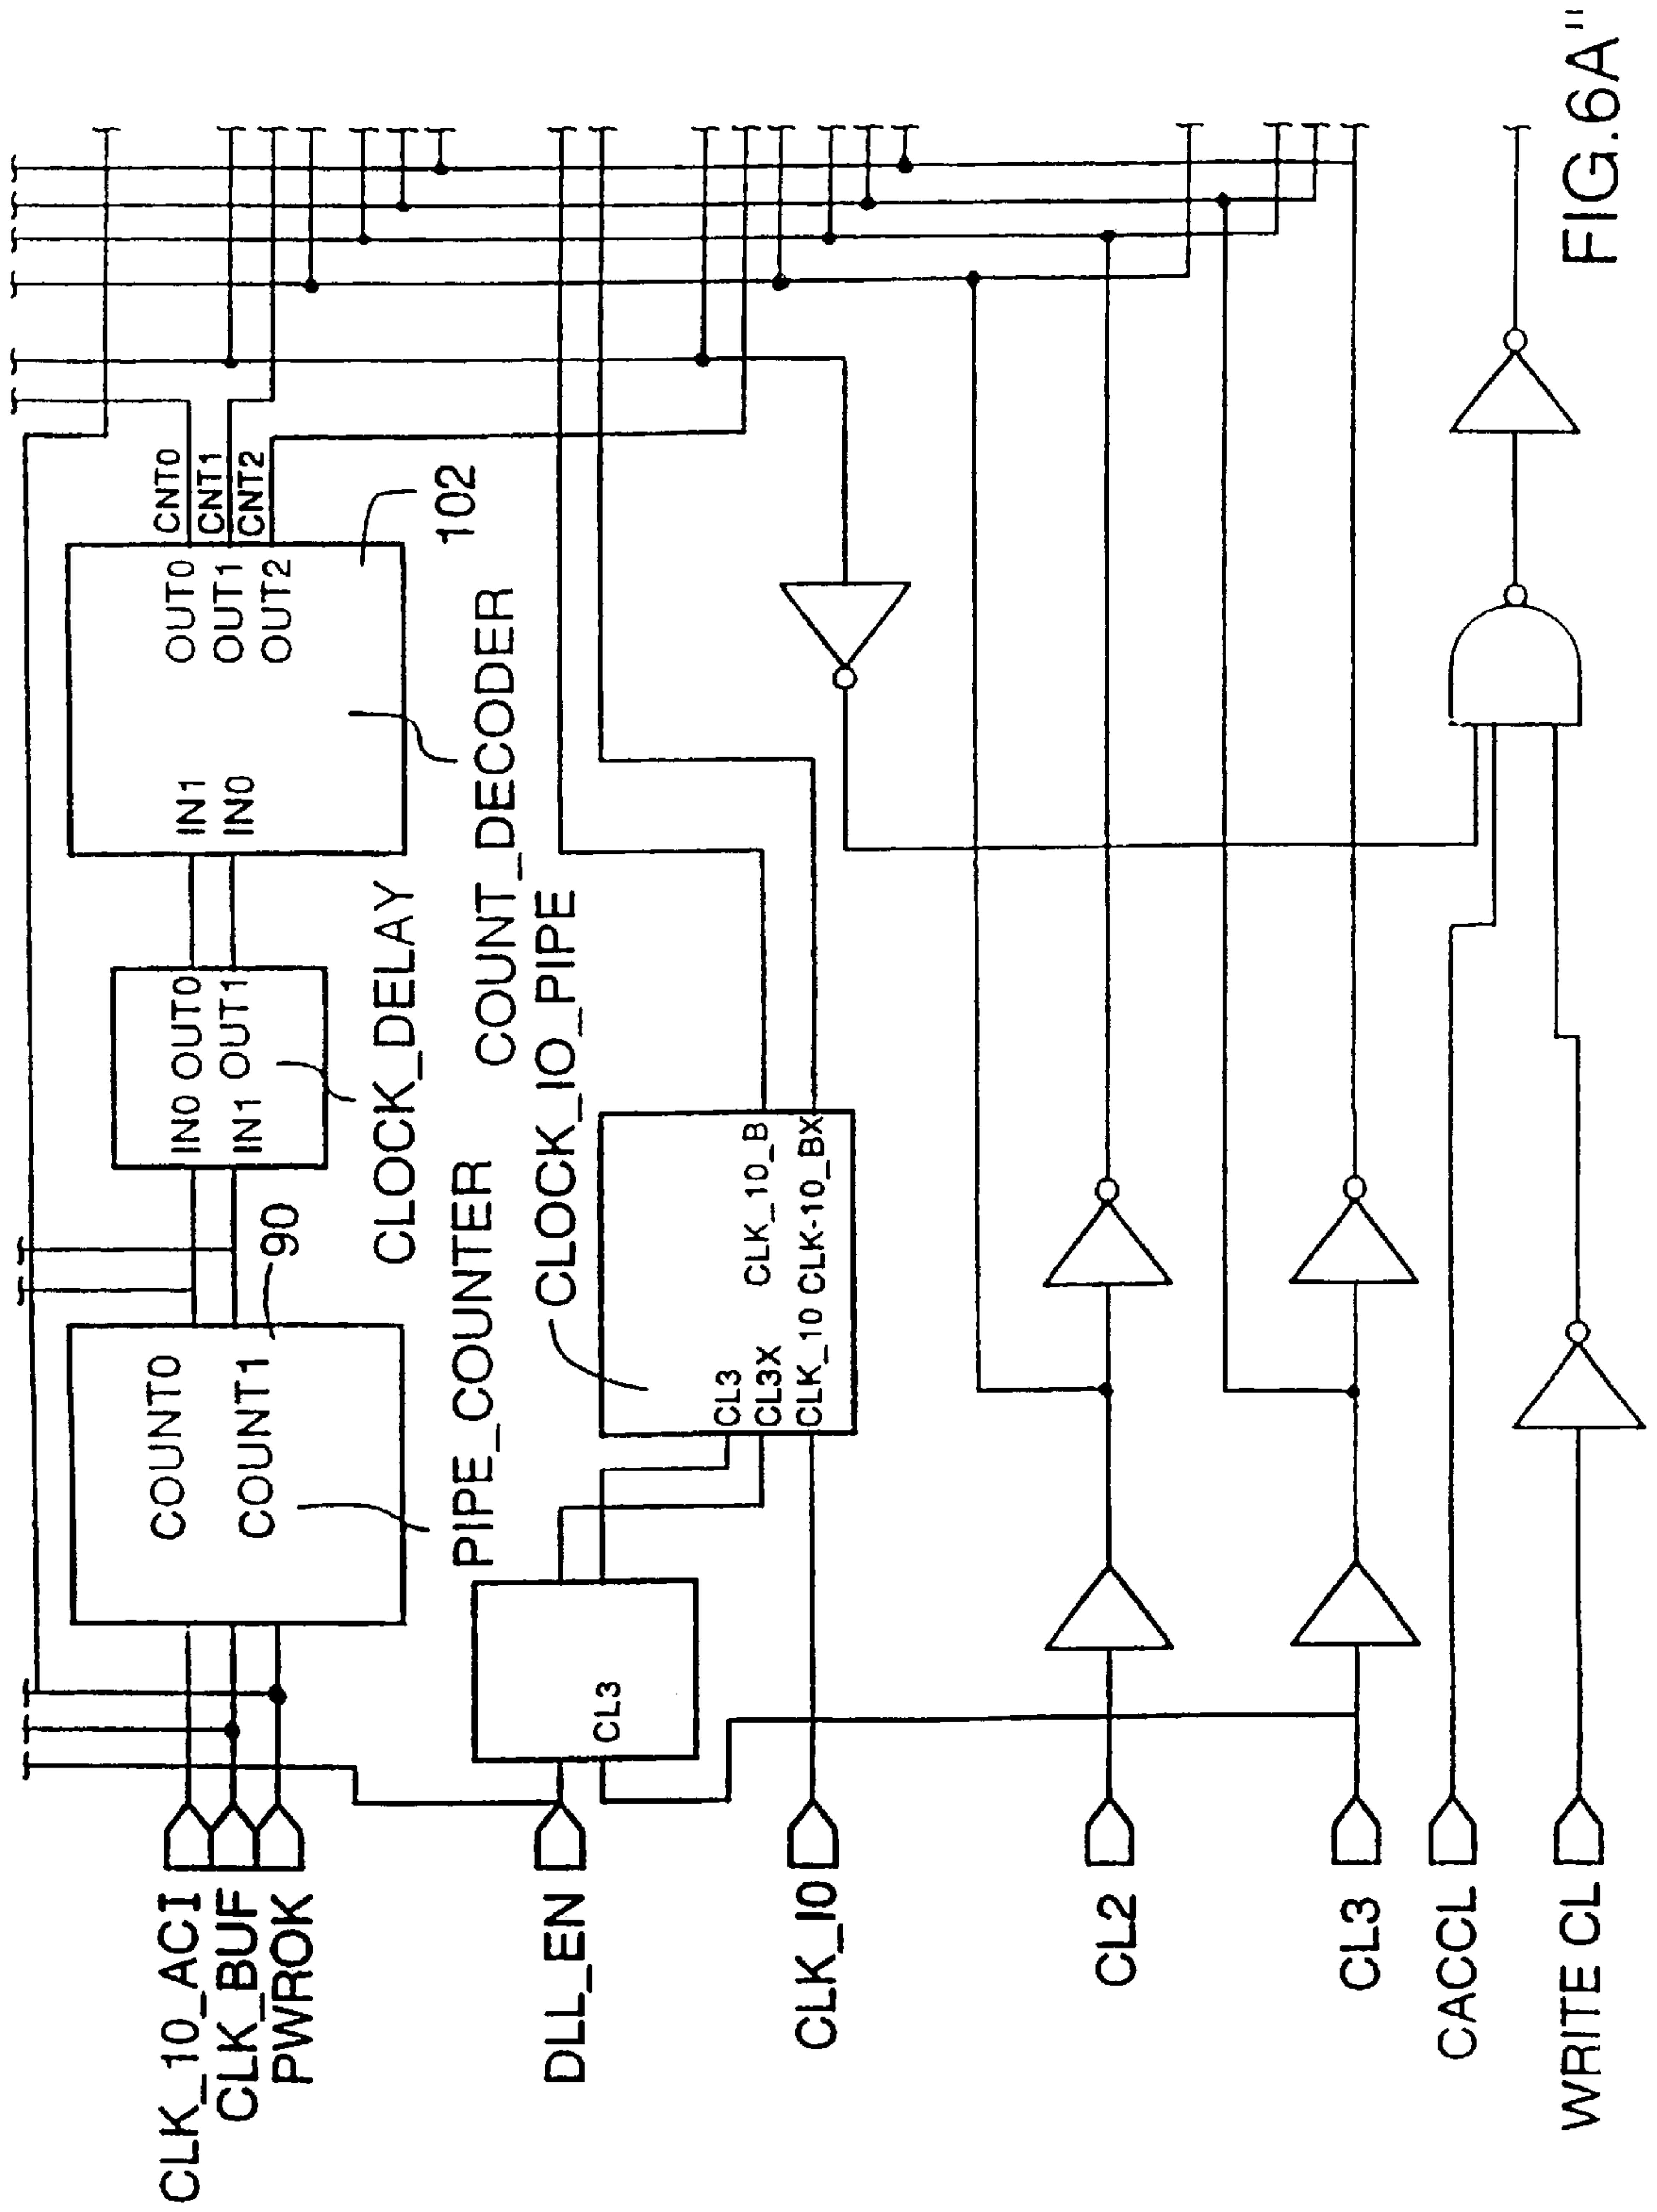 CLK_10_ACI
CLK_BUF
PWROK
COUNT0
COUNT1
90
PIPE_COUNTER
IN0 OUT0
IN1 OUT1
CLOCK_DELAY
IN1
IN0
OUT0
OUT1
OUT2
CNT0
CNT1
CNT2
102
COUNT_DECODER
DLL_EN
CL3
CLOCK_IO_PIPE
CL3
CL3X
CLK_10
CLK_10_B
CLK-10_BX
CLK_IO
CL2
CL3
CACCL
WRITE CL
FIG.6A"